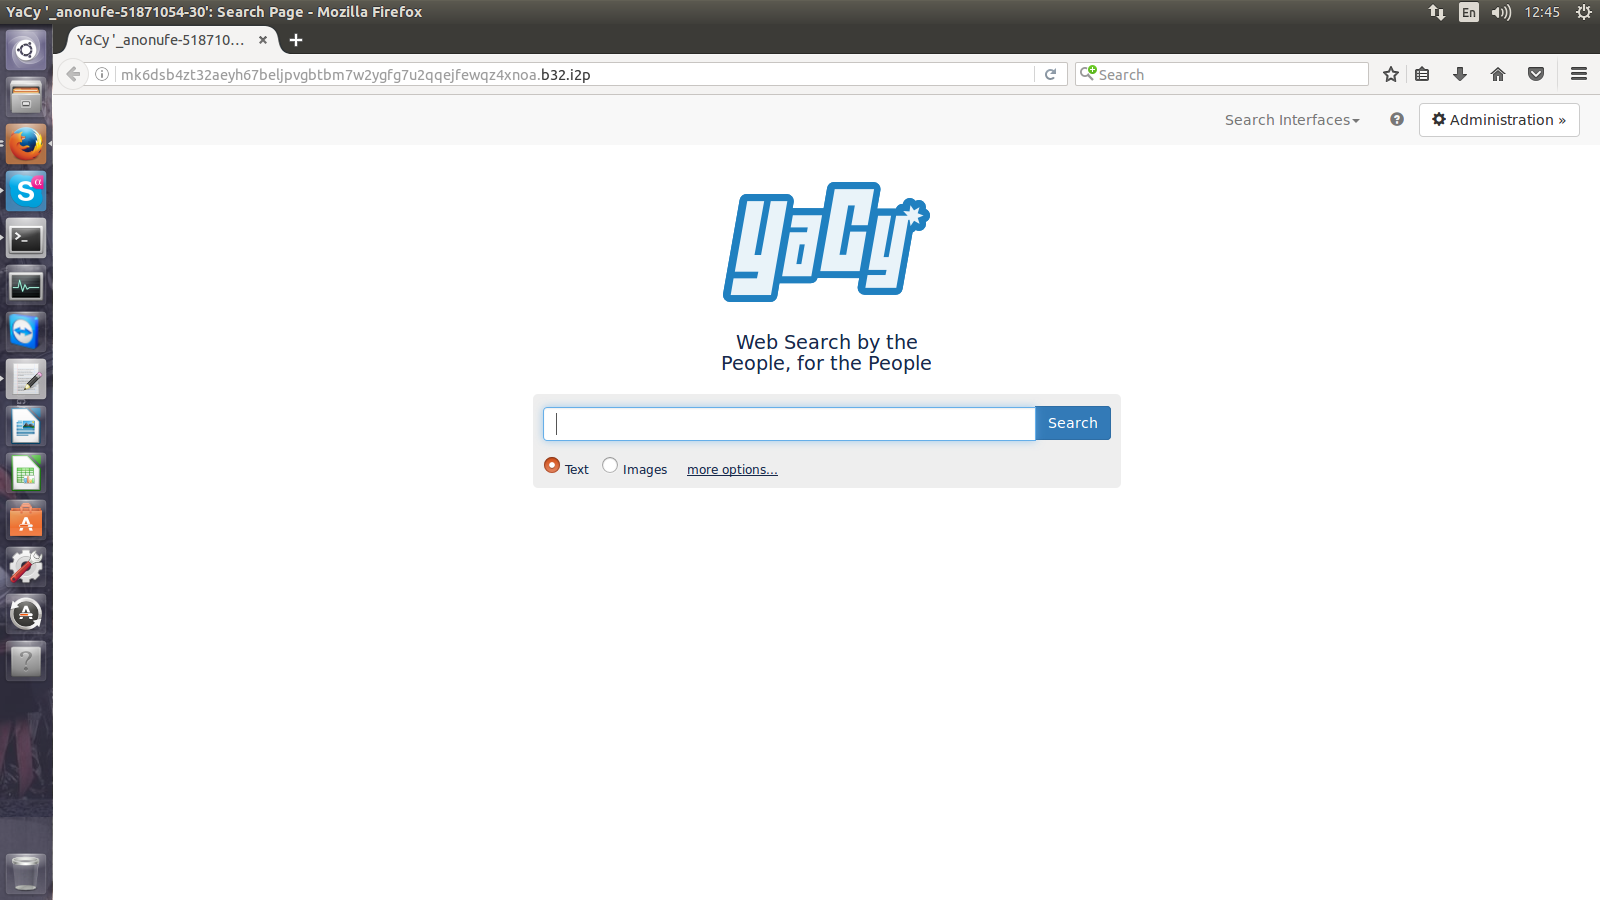 YaCy '_anonufe-51871054-30': Search Page - Mozilla Firefox
En
12:45
YaCy '_anonufe-518710...
mk6dsb4zt32aeyh67beljpvgbtbm7w2ygfg7u2qqejfewqz4xnoa.b32.i2p
Search
Search Interfaces
Administration »
YaCy
Web Search by the
People, for the People
Search
Text
Images
more options...